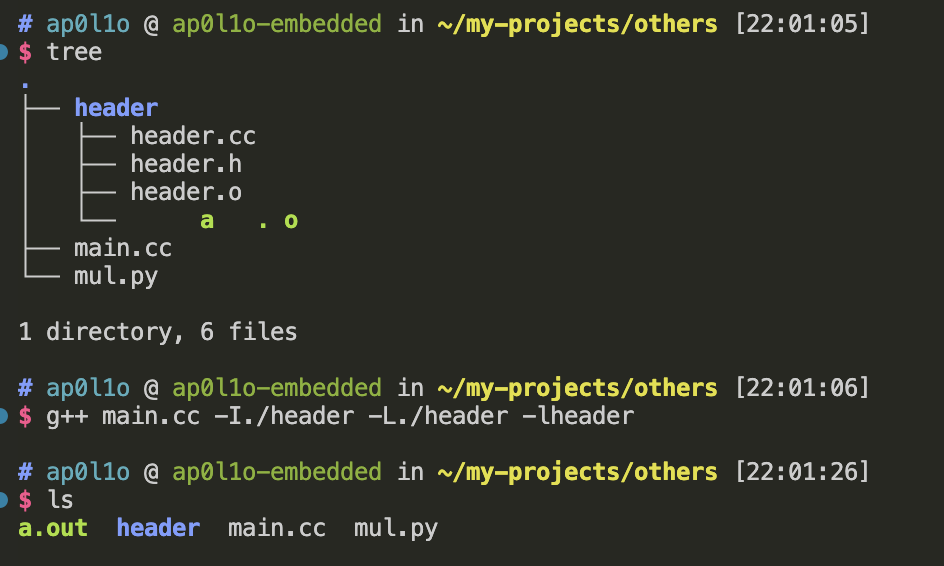 # ap0l1o @ ap0l1o-embedded in ~/my-projects/others [22:01:05]
$ tree
.
├── header
│   ├── header.cc
│   ├── header.h
│   ├── header.o
│   └──      a   . o
├── main.cc
└── mul.py
1 directory, 6 files
# ap0l1o @ ap0l1o-embedded in ~/my-projects/others [22:01:06]
$ g++ main.cc -I./header -L./header -lheader
# ap0l1o @ ap0l1o-embedded in ~/my-projects/others [22:01:26]
$ ls
a.out  header  main.cc  mul.py